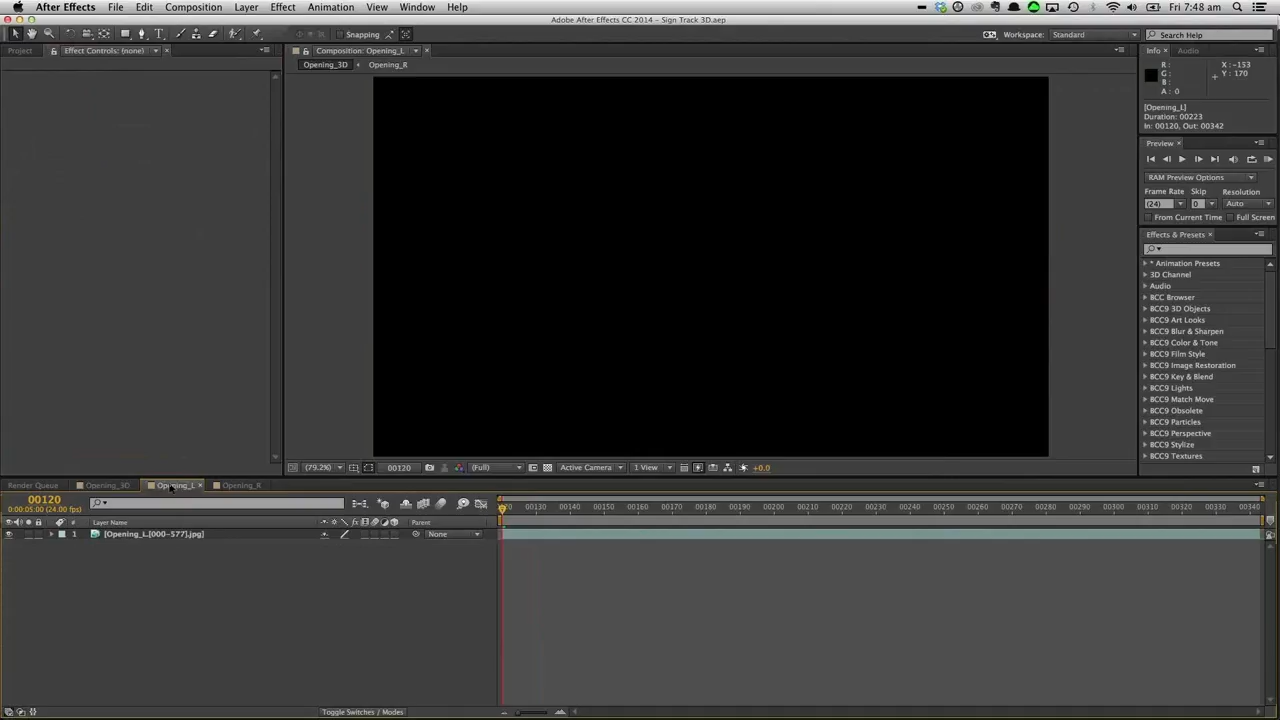 After Effects File Edit Composition Layer Effect Animation View Window Help Fri 7:48 am
Adobe After Effects CC 2014 - Sign Track 3D.aep
Snapping Workspace: Standard Search Help
Project Effect Controls: (none) Composition: Opening_L Info Audio
Opening_3D Opening_R
R: X: -153
G: Y: 170
B:
A: 0
[Opening_L]
Duration: 00223
In: 00120, Out: 00342
Preview
RAM Preview Options
Frame Rate Skip Resolution
(24) 0 Auto
From Current Time Full Screen
Effects & Presets
* Animation Presets
3D Channel
Audio
BCC Browser
BCC9 3D Objects
BCC9 Art Looks
BCC9 Blur & Sharpen
BCC9 Color & Tone
BCC9 Film Style
BCC9 Image Restoration
BCC9 Key & Blend
BCC9 Lights
BCC9 Match Move
BCC9 Obsolete
BCC9 Particles
BCC9 Perspective
BCC9 Stylize
BCC9 Textures
(79.2%) 00120 (Full) Active Camera 1 View +0.0
Render Queue Opening_3D Opening_L Opening_R
00120
0:00:05:00 (24.00 fps)
00130 00140 00150 00160 00170 00180 00190 00200 00210 00220 00230 00240 00250 00260 00270 00280 00290 00300 00310 00320 00330 00340
# Layer Name fx Parent
1 [Opening_L.[000-577].jpg] None
Toggle Switches / Modes